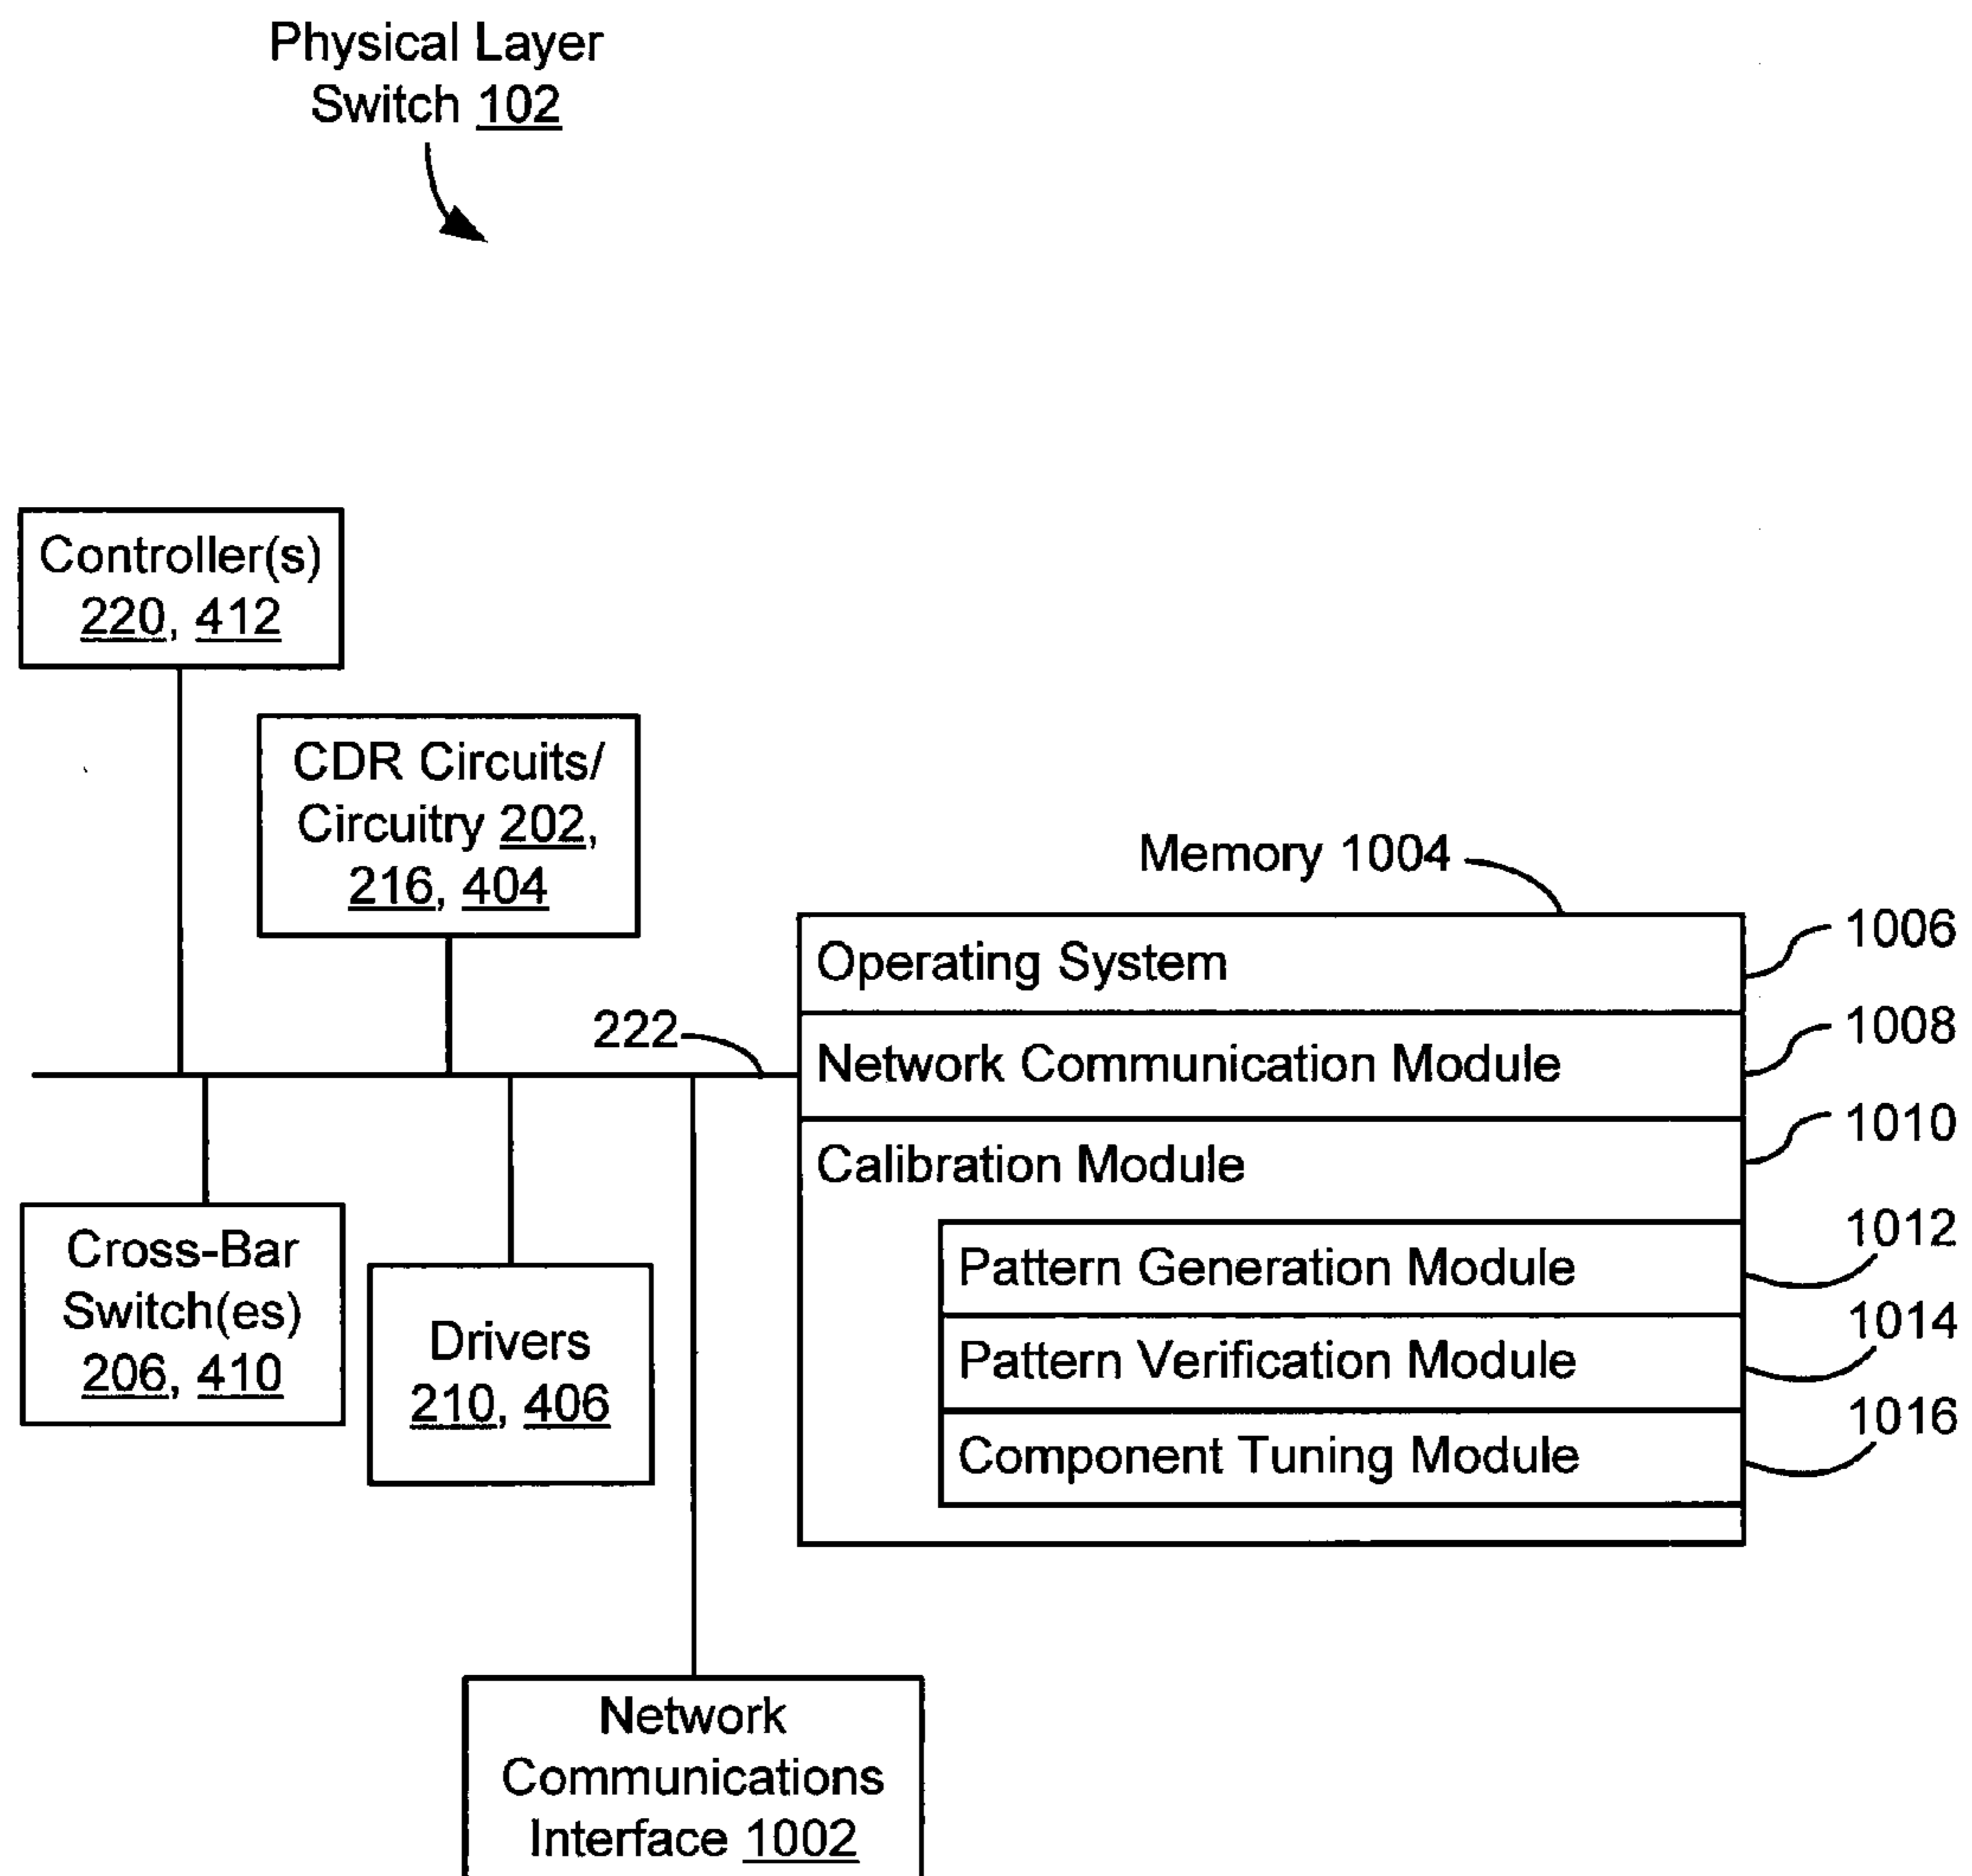 Physical Layer
Switch 102
Controller(s)
220, 412
CDR Circuits/
Circuitry 202,
216, 404
Memory 1004
Operating System
1006
222
Network Communication Module
1008
Calibration Module
1010
Pattern Generation Module
1012
Pattern Verification Module
1014
Component Tuning Module
1016
Cross-Bar
Switch(es)
206, 410
Drivers
210, 406
Network
Communications
Interface 1002